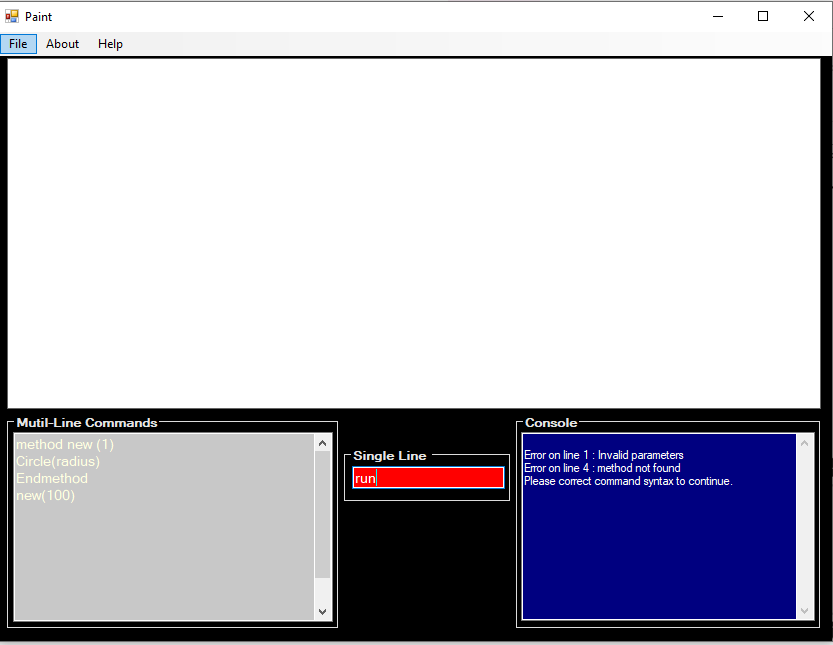 Paint
File About Help
Mutil-Line Commands
method new (1)
Circle(radius)
Endmethod
new(100)
Single Line
run
Console
Error on line 1 : Invalid parameters
Error on line 4 : method not found
Please correct command syntax to continue.